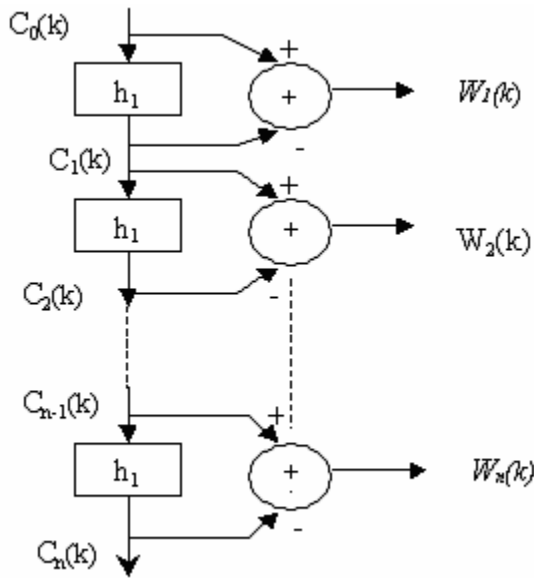 C₀(k)
+
h₁
+
W₁(k)
-
C₁(k)
+
h₁
+
W₂(k)
C₂(k)
-
Cₙ₋₁(k)
+
h₁
+
Wₙ(k)
-
Cₙ(k)